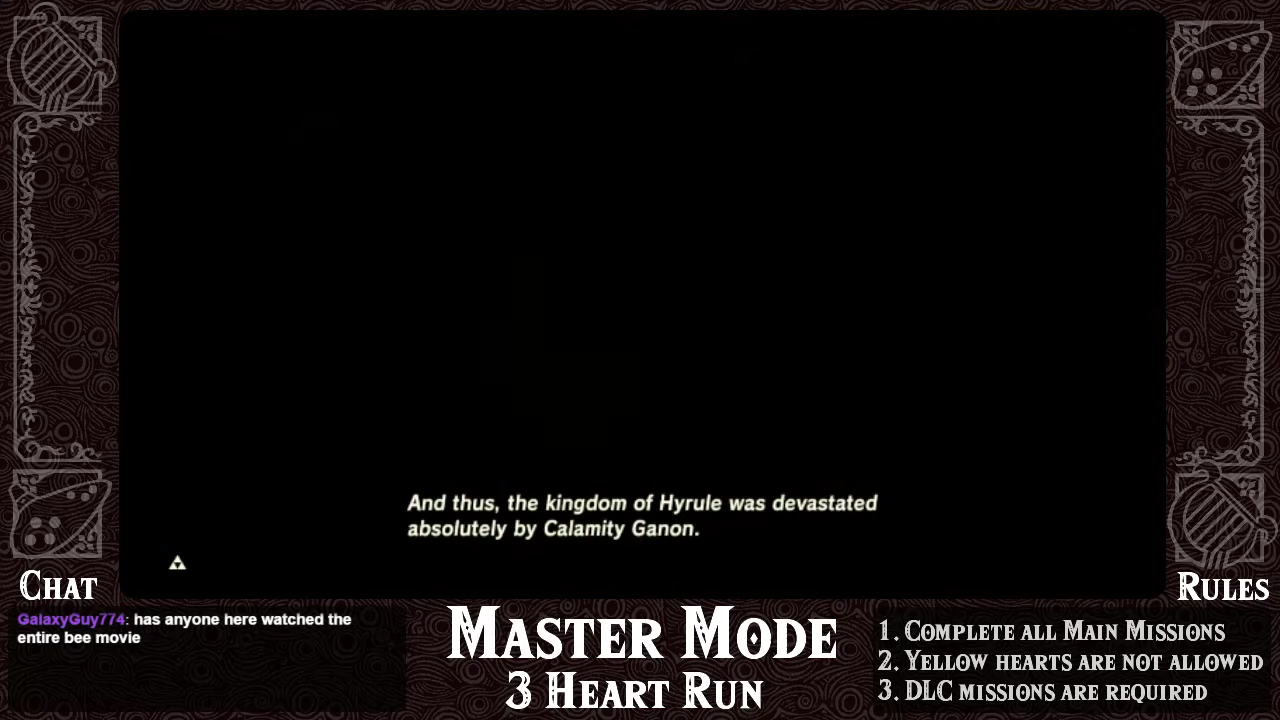 And thus, the kingdom of Hyrule was devastated
absolutely by Calamity Ganon.
Chat
GalaxyGuy774: has anyone here watched the
entire bee movie
Master Mode
3 Heart Run
Rules
1. Complete all Main Missions
2. Yellow hearts are not allowed
3. DLC missions are required